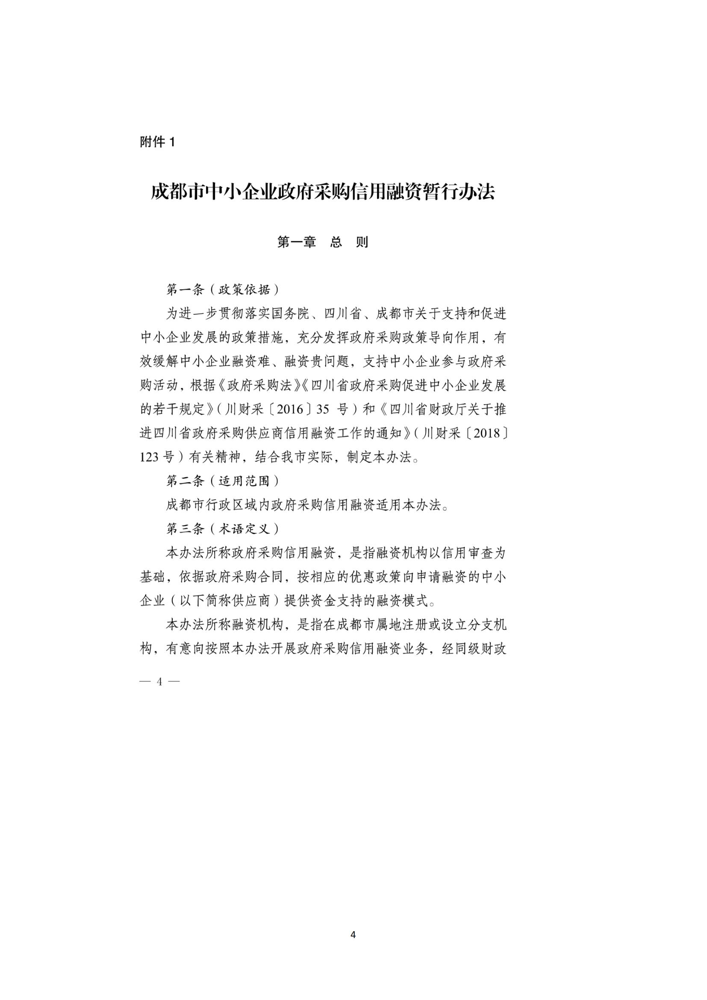 附件 1
成都市中小企业政府采购信用融资暂行办法
第一章　总　则
第一条（政策依据）
为进一步贯彻落实国务院、四川省、成都市关于支持和促进
中小企业发展的政策措施，充分发挥政府采购政策导向作用，有
效缓解中小企业融资难、融资贵问题，支持中小企业参与政府采
购活动，根据《政府采购法》《四川省政府采购促进中小企业发展
的若干规定》（川财采〔2016〕35 号）和《四川省财政厅关于推
进四川省政府采购供应商信用融资工作的通知》（川财采〔2018〕
123 号）有关精神，结合我市实际，制定本办法。
第二条（适用范围）
成都市行政区域内政府采购信用融资适用本办法。
第三条（术语定义）
本办法所称政府采购信用融资，是指融资机构以信用审查为
基础，依据政府采购合同，按相应的优惠政策向申请融资的中小
企业（以下简称供应商）提供资金支持的融资模式。
本办法所称融资机构，是指在成都市属地注册或设立分支机
构，有意向按照本办法开展政府采购信用融资业务，经同级财政
— 4 —
4